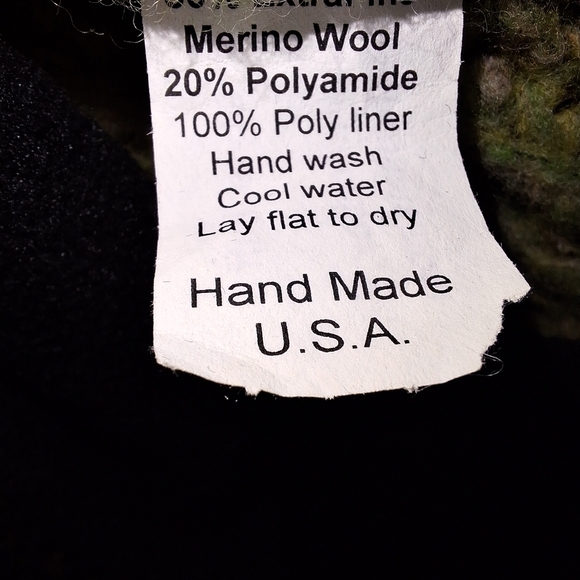 Merino Wool
20% Polyamide
100% Poly liner
Hand wash
Cool water
Lay flat to dry
Hand Made
U.S.A.